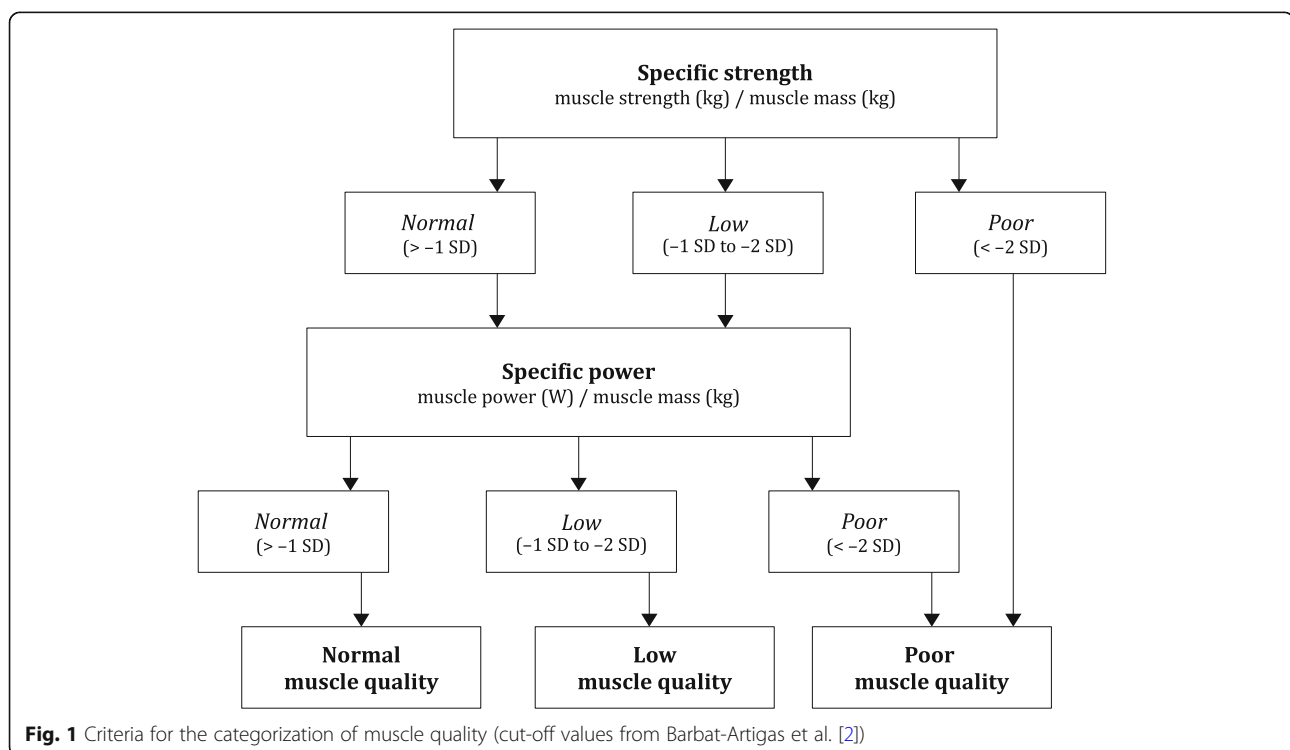 Specific strength
muscle strength (kg) / muscle mass (kg)
Normal
(> –1 SD)
Low
(–1 SD to –2 SD)
Poor
(< –2 SD)
Specific power
muscle power (W) / muscle mass (kg)
Normal
(> –1 SD)
Low
(–1 SD to –2 SD)
Poor
(< –2 SD)
Normal
muscle quality
Low
muscle quality
Poor
muscle quality
Fig. 1 Criteria for the categorization of muscle quality (cut-off values from Barbat-Artigas et al. [2])